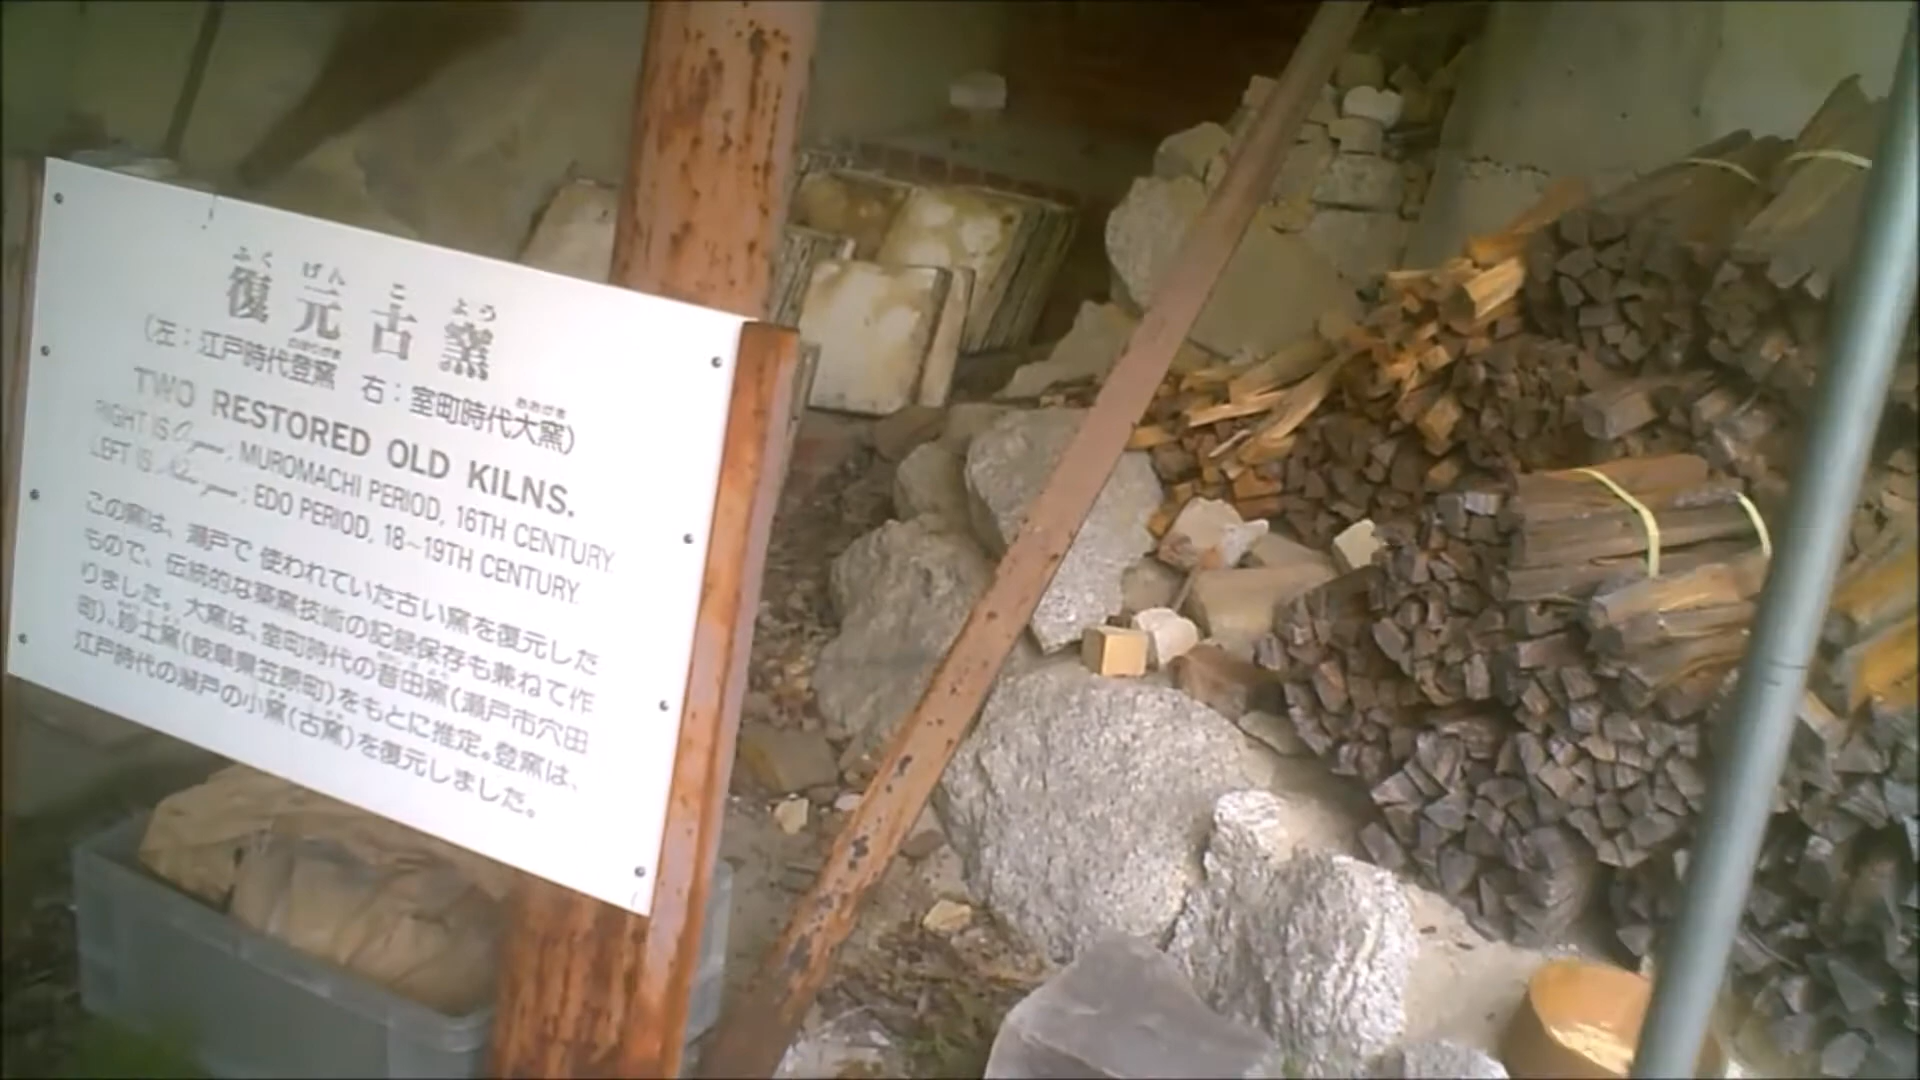 ふくげんこよう
復元古窯
(左:江戸時代登窯 右:室町時代大窯)
TWO RESTORED OLD KILNS.
RIGHT IS Ōgama; MUROMACHI PERIOD, 16TH CENTURY.
LEFT IS ; EDO PERIOD, 18~19TH CENTURY.
この窯は、瀬戸で使われていた古い窯を復元した
もので、伝統的な築窯技術の記録保存も兼ねて作
りました。大窯は、室町時代の昔田窯(瀬戸市穴田
町)、妙土窯(岐阜県笠原町)をもとに推定。登窯は、
江戸時代の瀬戸の小窯(古窯)を復元しました。